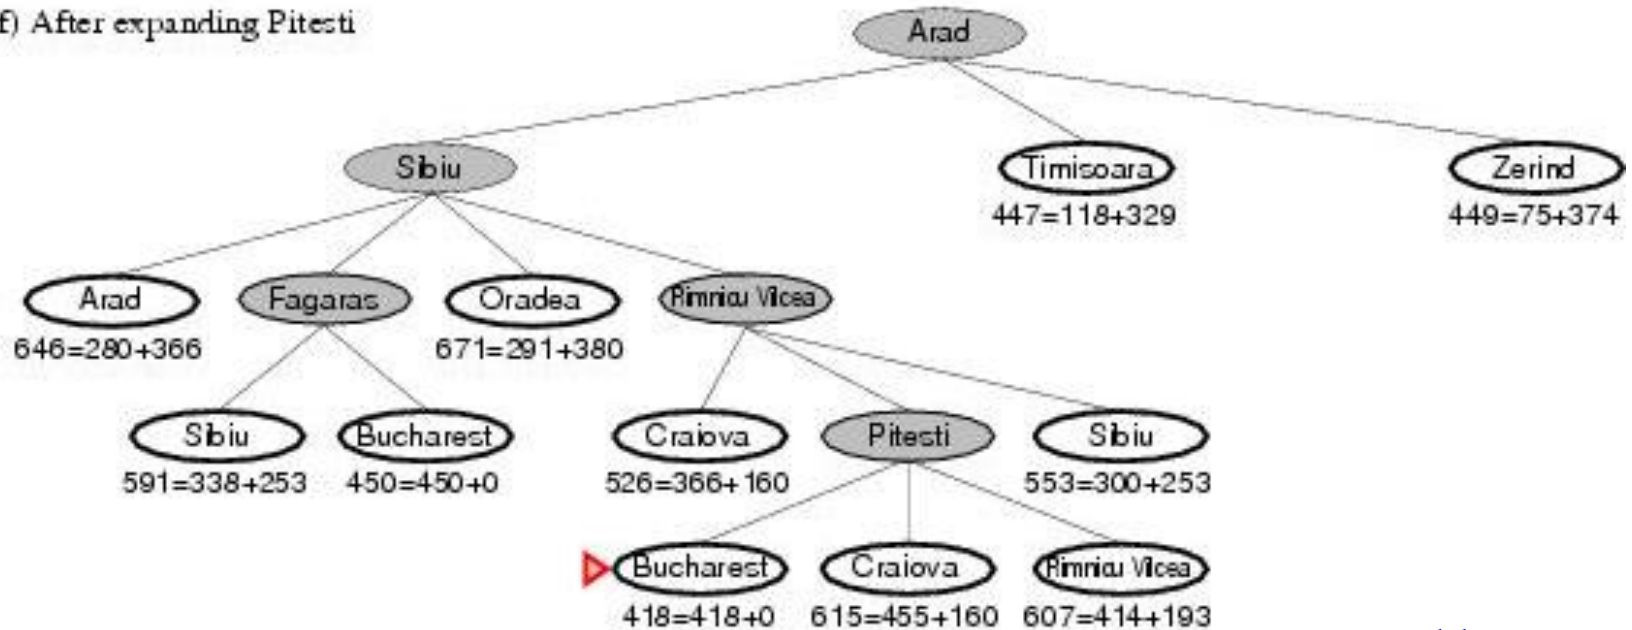 f) After expanding Pitesti
Arad
Sibiu
Timisoara
Zerind
447=118+329
449=75+374
Arad
Fagaras
Oradea
Rimnicu Vilcea
646=280+366
671=291+380
Sibiu
Bucharest
Craiova
Pitesti
Sibiu
591=338+253
450=450+0
526=366+160
553=300+253
Bucharest
Craiova
Rimnicu Vilcea
418=418+0
615=455+160
607=414+193